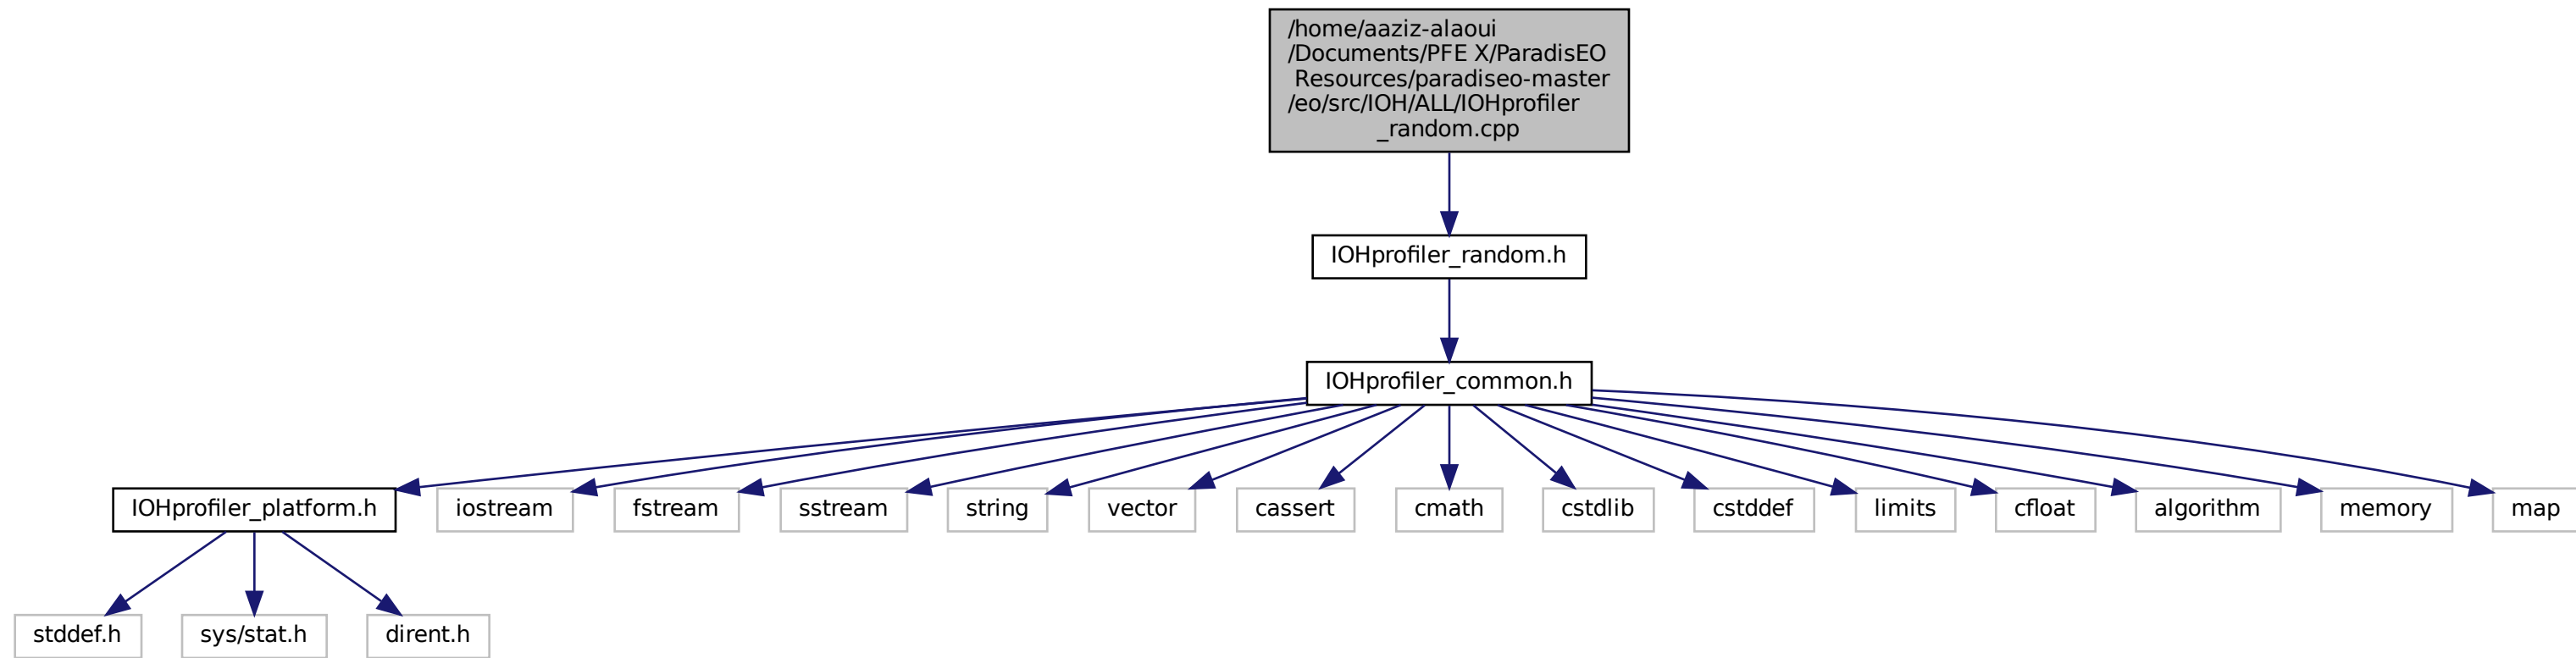 /home/aaziz-alaoui
/Documents/PFE X/ParadisEO
Resources/paradiseo-master
/eo/src/IOH/ALL/IOHprofiler
_random.cpp
IOHprofiler_random.h
IOHprofiler_common.h
IOHprofiler_platform.h
iostream
fstream
sstream
string
vector
cassert
cmath
cstdlib
cstddef
limits
cfloat
algorithm
memory
map
stddef.h
sys/stat.h
dirent.h